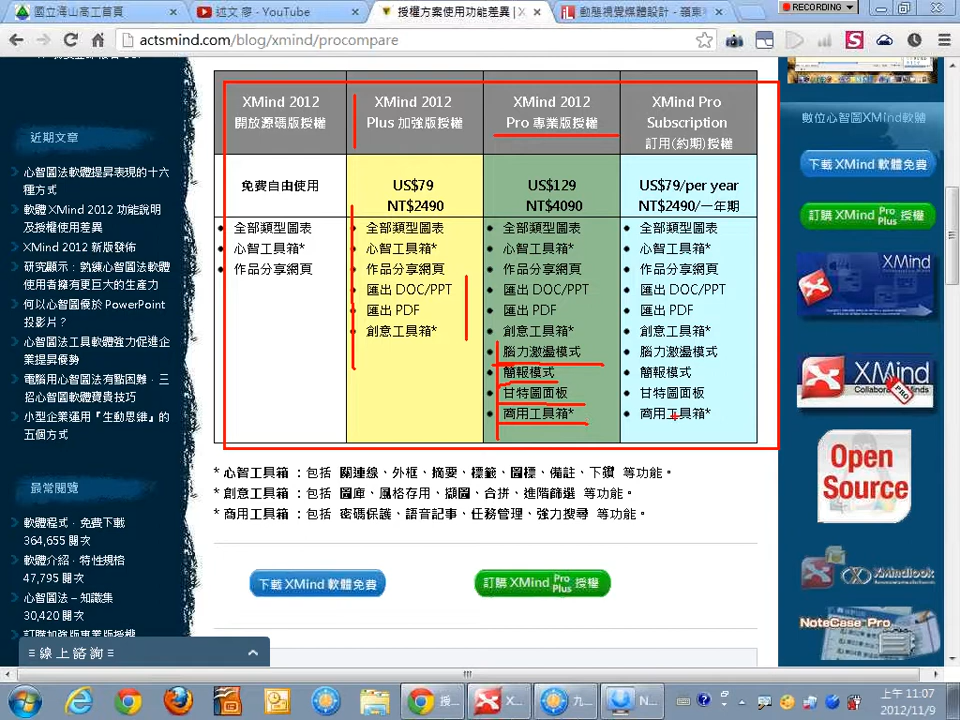 國立海山高工首頁
述文 廖 - YouTube
授權方案使用功能差異 | X
動態視覺媒體設計 - 嶺東
RECORDING
actsmind.com/blog/xmind/procompare
近期文章
心智圖法軟體提昇表現的十六
種方式
軟體 XMind 2012 功能說明
及授權使用差異
XMind 2012 新版發佈
研究顯示：熟練心智圖法軟體
使用者擁有更巨大的生產力
何以心智圖優於 PowerPoint
投影片？
心智圖法工具軟體強力促進企
業提昇優勢
電腦用心智圖法有點困難．三
招心智圖軟體寶貴技巧
小型企業運用『生動思維』的
五個方式
最常閱覽
軟體程式．免費下載
364,655 閱次
軟體介紹．特性規格
47,795 閱次
心智圖法 – 知識集
30,420 閱次
訂購加強版專業版授權
≡ 線 上 諮 詢 ≡
XMind 2012
開放源碼版授權
XMind 2012
Plus 加強版授權
XMind 2012
Pro 專業版授權
XMind Pro
Subscription
訂用(約期)授權
免費自由使用
US$79
NT$2490
US$129
NT$4090
US$79/per year
NT$2490/一年期
全部類型圖表
心智工具箱*
作品分享網頁
全部類型圖表
心智工具箱*
作品分享網頁
匯出 DOC/PPT
匯出 PDF
創意工具箱*
全部類型圖表
心智工具箱*
作品分享網頁
匯出 DOC/PPT
匯出 PDF
創意工具箱*
腦力激盪模式
簡報模式
甘特圖面板
商用工具箱*
全部類型圖表
心智工具箱*
作品分享網頁
匯出 DOC/PPT
匯出 PDF
創意工具箱*
腦力激盪模式
簡報模式
甘特圖面板
商用工具箱*
* 心智工具箱 ：包括 關連線、外框、摘要、標籤、圖標、備註、下鑽 等功能。
* 創意工具箱 ：包括 圖庫、風格存用、擷圖、合拼、進階篩選 等功能。
* 商用工具箱 ：包括 密碼保護、語音記事、任務管理、強力搜尋 等功能。
下載 XMind 軟體免費
訂購 XMind Pro Plus 授權
數位心智圖XMind軟體
下載 XMind 軟體免費
訂購 XMind Pro Plus 授權
XMind
XMind
PRO
Open
Source
XMindlook
NoteCase Pro
授...
X...
九...
N...
上午 11:07
2012/11/9